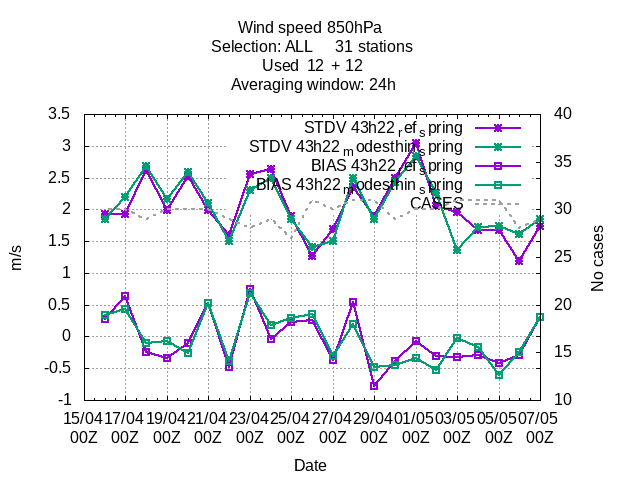 Wind speed 850hPa
Selection: ALL 31 stations
Used 12 + 12
Averaging window: 24h
3.5
3
2.5
2
1.5
1
0.5
0
-0.5
-1
m/s
40
35
30
25
20
15
10
No cases
STDV 43h22_ref_spring
STDV 43h22_modesthin_spring
BIAS 43h22_ref_spring
BIAS 43h22_modesthin_spring
CASES
15/04 17/04 19/04 21/04 23/04 25/04 27/04 29/04 01/05 03/05 05/05 07/05
00Z 00Z 00Z 00Z 00Z 00Z 00Z 00Z 00Z 00Z 00Z 00Z
Date